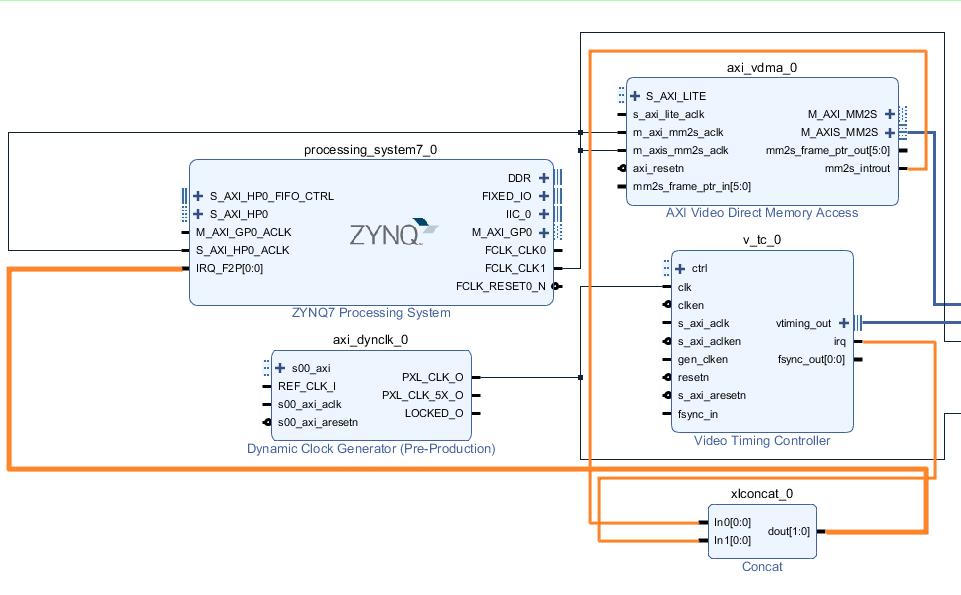 axi_vdma_0
S_AXI_LITE
s_axi_lite_aclk
m_axi_mm2s_aclk
m_axis_mm2s_aclk
axi_resetn
mm2s_frame_ptr_in[5:0]
M_AXI_MM2S
M_AXIS_MM2S
mm2s_frame_ptr_out[5:0]
mm2s_introut
AXI Video Direct Memory Access
processing_system7_0
S_AXI_HP0_FIFO_CTRL
S_AXI_HP0
M_AXI_GP0_ACLK
S_AXI_HP0_ACLK
IRQ_F2P[0:0]
ZYNQ
DDR
FIXED_IO
IIC_0
M_AXI_GP0
FCLK_CLK0
FCLK_CLK1
FCLK_RESET0_N
ZYNQ7 Processing System
v_tc_0
ctrl
clk
clken
s_axi_aclk
s_axi_aclken
gen_clken
resetn
s_axi_aresetn
fsync_in
vtiming_out
irq
fsync_out[0:0]
Video Timing Controller
axi_dynclk_0
s00_axi
REF_CLK_I
s00_axi_aclk
s00_axi_aresetn
PXL_CLK_O
PXL_CLK_5X_O
LOCKED_O
Dynamic Clock Generator (Pre-Production)
xlconcat_0
In0[0:0]
In1[0:0]
dout[1:0]
Concat